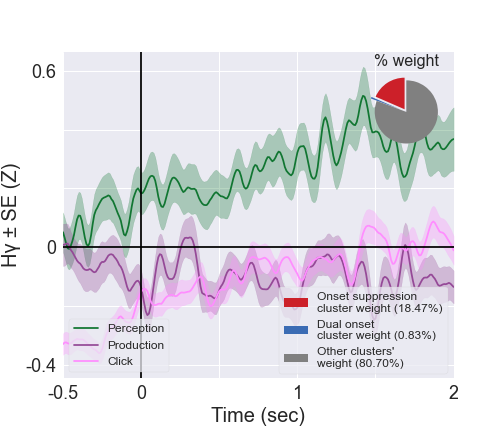 % weight
0.6
0
-0.4
Hγ ± SE (Z)
Perception
Production
Click
Onset suppression
cluster weight (18.47%)
Dual onset
cluster weight (0.83%)
Other clusters'
weight (80.70%)
-0.5
0
1
2
Time (sec)